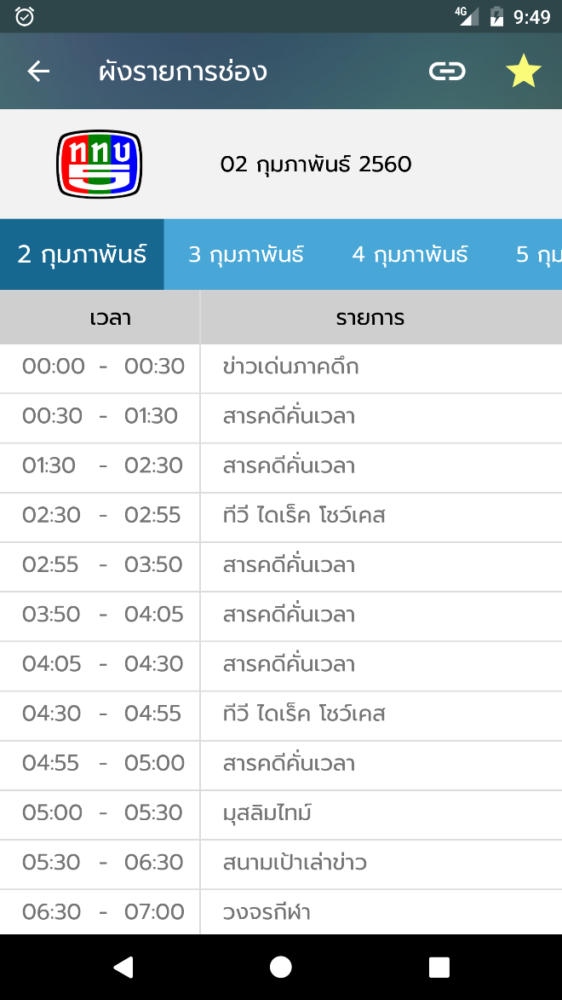 4G 9:49
ผังรายการช่อง
ททบ
5
02 กุมภาพันธ์ 2560
2 กุมภาพันธ์ 3 กุมภาพันธ์ 4 กุมภาพันธ์ 5 กุม
เวลา รายการ
00:00 - 00:30 ข่าวเด่นภาคดึก
00:30 - 01:30 สารคดีคั่นเวลา
01:30 - 02:30 สารคดีคั่นเวลา
02:30 - 02:55 ทีวี ไดเร็ค โชว์เคส
02:55 - 03:50 สารคดีคั่นเวลา
03:50 - 04:05 สารคดีคั่นเวลา
04:05 - 04:30 สารคดีคั่นเวลา
04:30 - 04:55 ทีวี ไดเร็ค โชว์เคส
04:55 - 05:00 สารคดีคั่นเวลา
05:00 - 05:30 มุสลิมไทม์
05:30 - 06:30 สนามเป้าเล่าข่าว
06:30 - 07:00 วงจรกีฬา